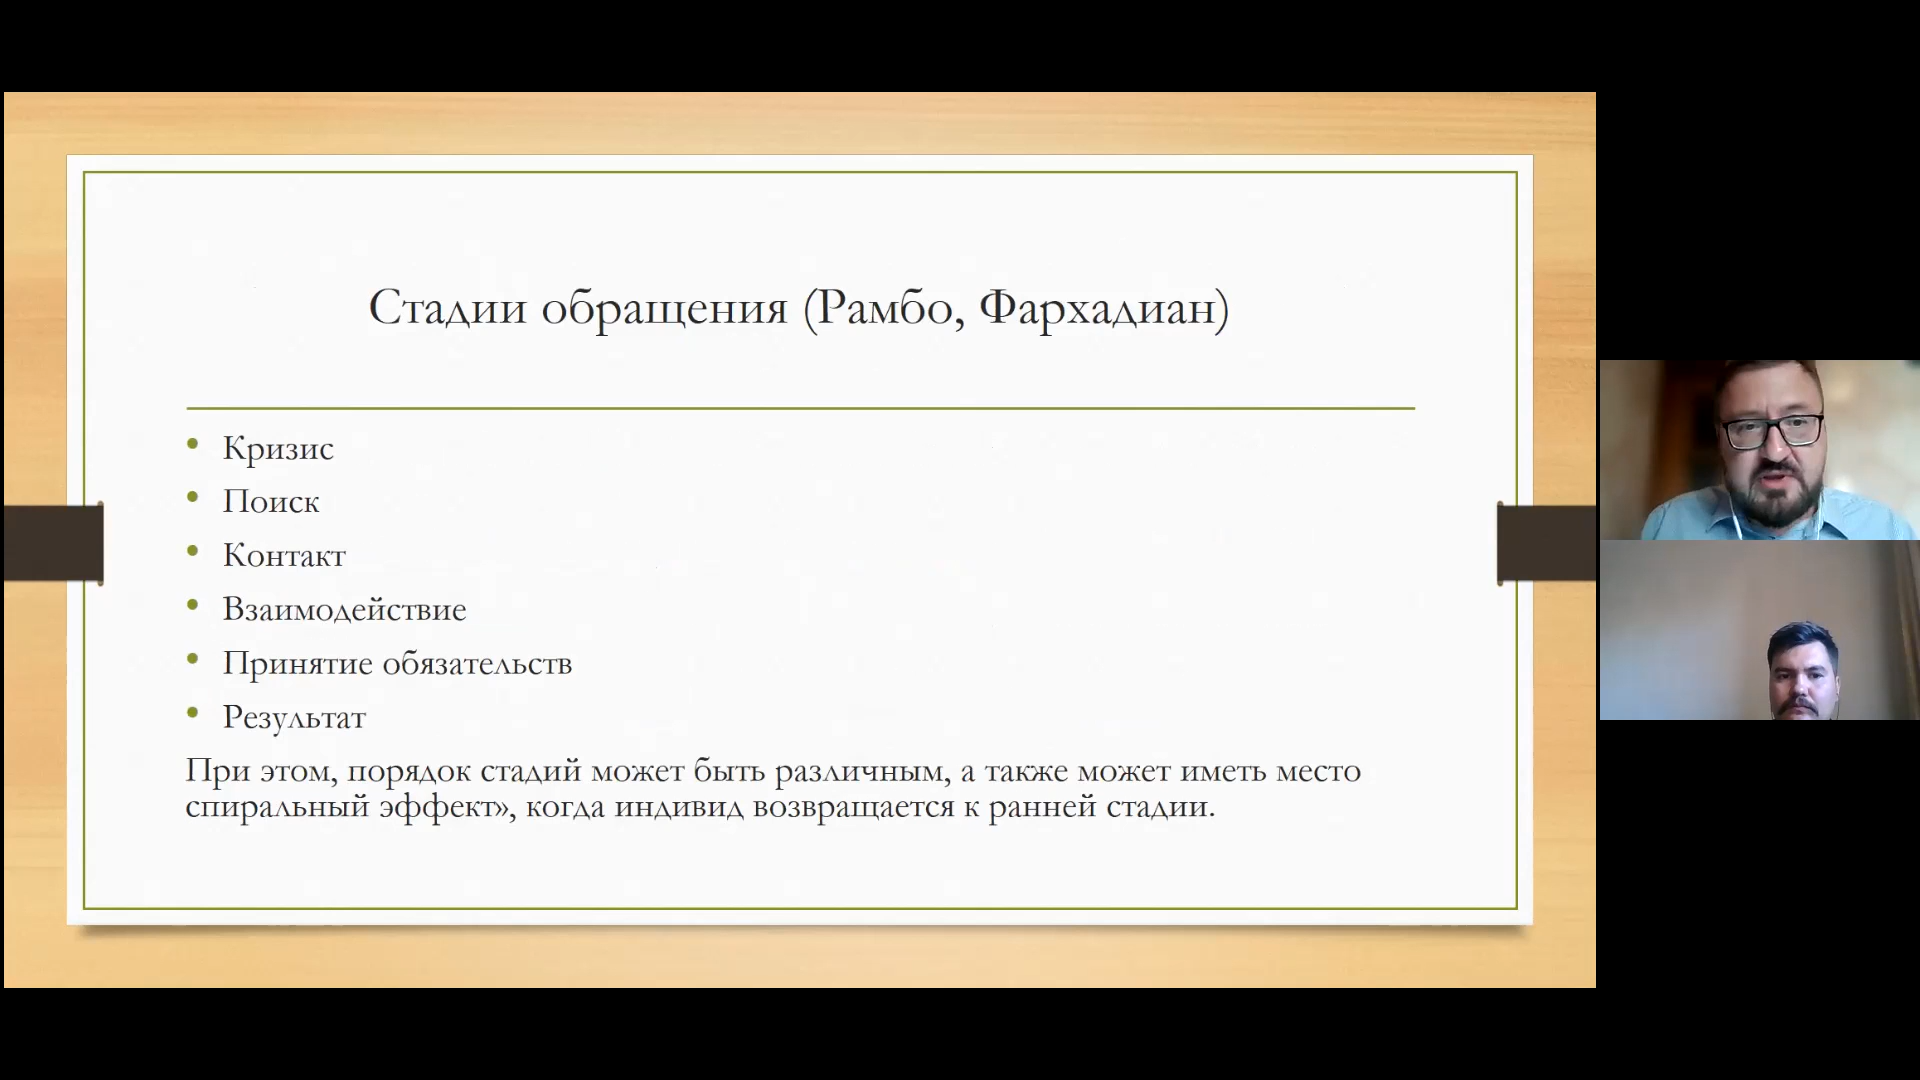 Стадии обращения (Рамбо, Фархадиан)
• Кризис
• Поиск
• Контакт
• Взаимодействие
• Принятие обязательств
• Результат
При этом, порядок стадий может быть различным, а также может иметь место
спиральный эффект», когда индивид возвращается к ранней стадии.